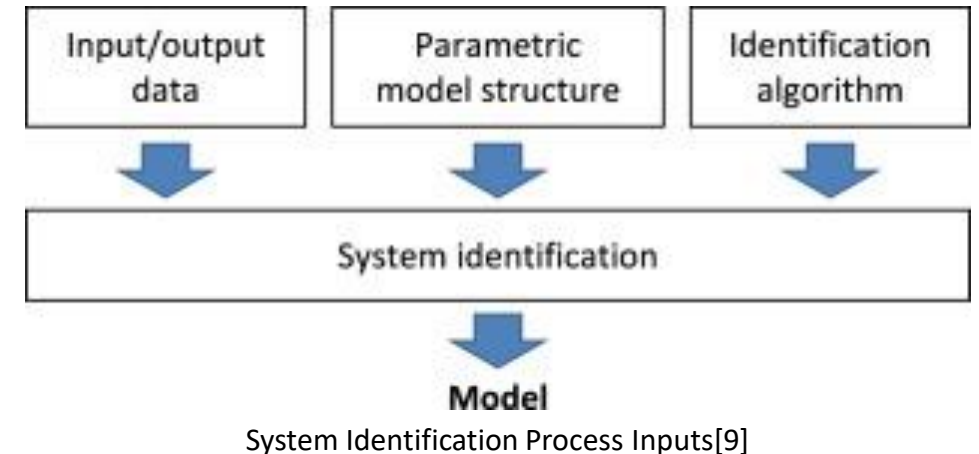 Input/output
data
Parametric
model structure
Identification
algorithm
System identification
Model
System Identification Process Inputs[9]